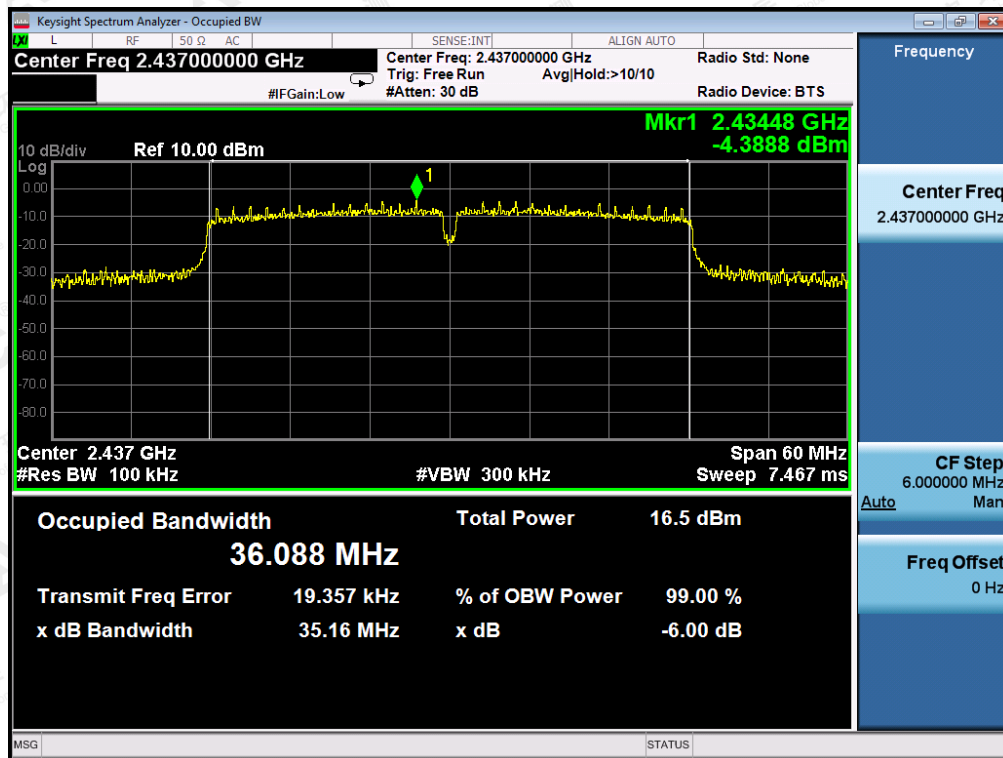 Keysight Spectrum Analyzer - Occupied BW
LXI L RF 50 Ω AC SENSE:INT ALIGN AUTO
Center Freq 2.437000000 GHz
#IFGain:Low
Center Freq: 2.437000000 GHz
Trig: Free Run Avg|Hold:>10/10
#Atten: 30 dB
Radio Std: None
Radio Device: BTS
Frequency
Mkr1 2.43448 GHz
-4.3888 dBm
10 dB/div Ref 10.00 dBm
Log
1
0.00
-10.0
-20.0
-30.0
-40.0
-50.0
-60.0
-70.0
-80.0
Center 2.437 GHz Span 60 MHz
#Res BW 100 kHz #VBW 300 kHz Sweep 7.467 ms
Center Freq
2.437000000 GHz
CF Step
6.000000 MHz
Auto Man
Freq Offset
0 Hz
Occupied Bandwidth Total Power 16.5 dBm
36.088 MHz
Transmit Freq Error 19.357 kHz % of OBW Power 99.00 %
x dB Bandwidth 35.16 MHz x dB -6.00 dB
MSG STATUS